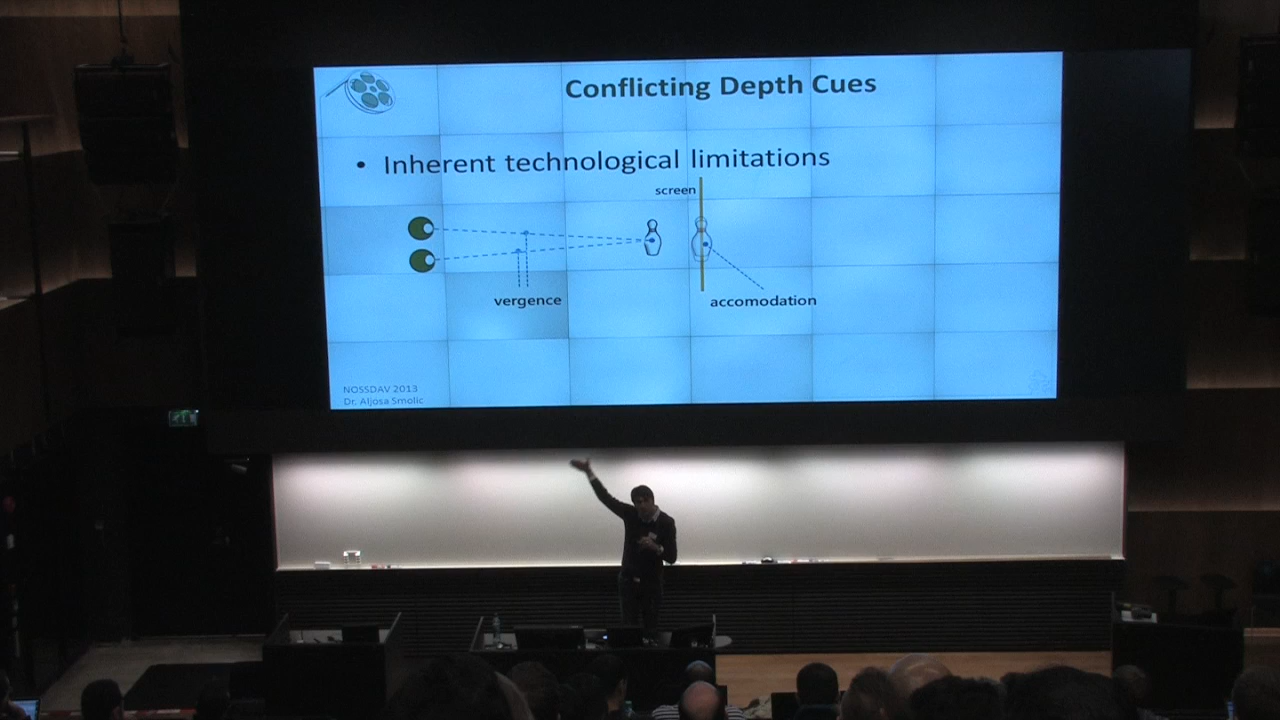 Conflicting Depth Cues
• Inherent technological limitations
screen
vergence
accomodation
NOSSDAV 2013
Dr. Aljosa Smolic